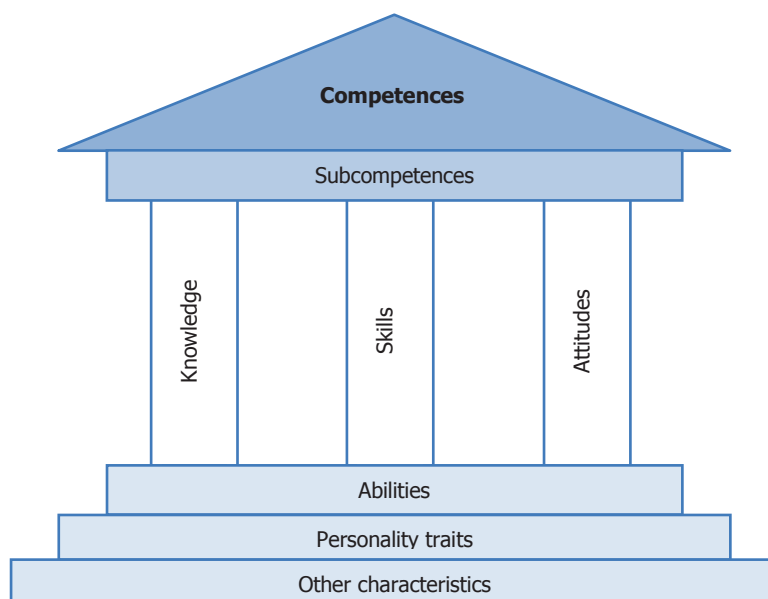 Competences
Subcompetences
Knowledge
Skills
Attitudes
Abilities
Personality traits
Other characteristics